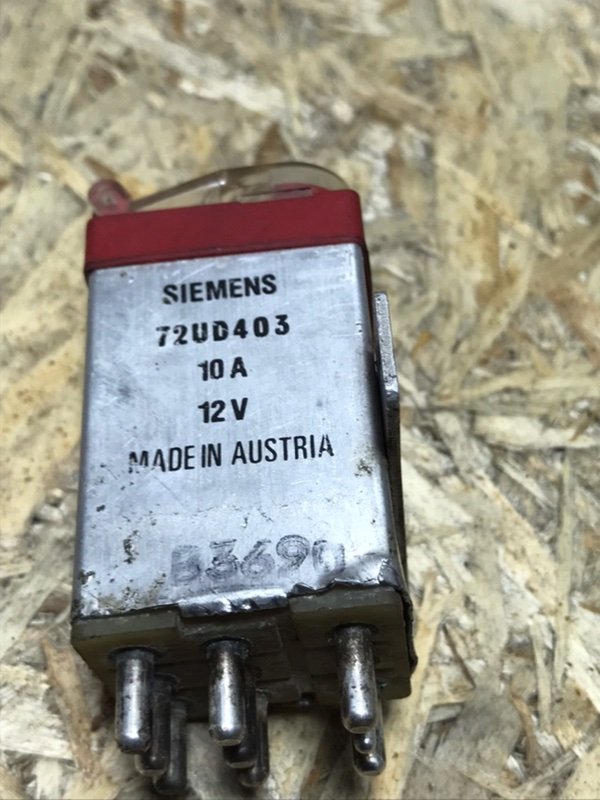 SIEMENS
72UD403
10 A
12 V
MADE IN AUSTRIA
B3690